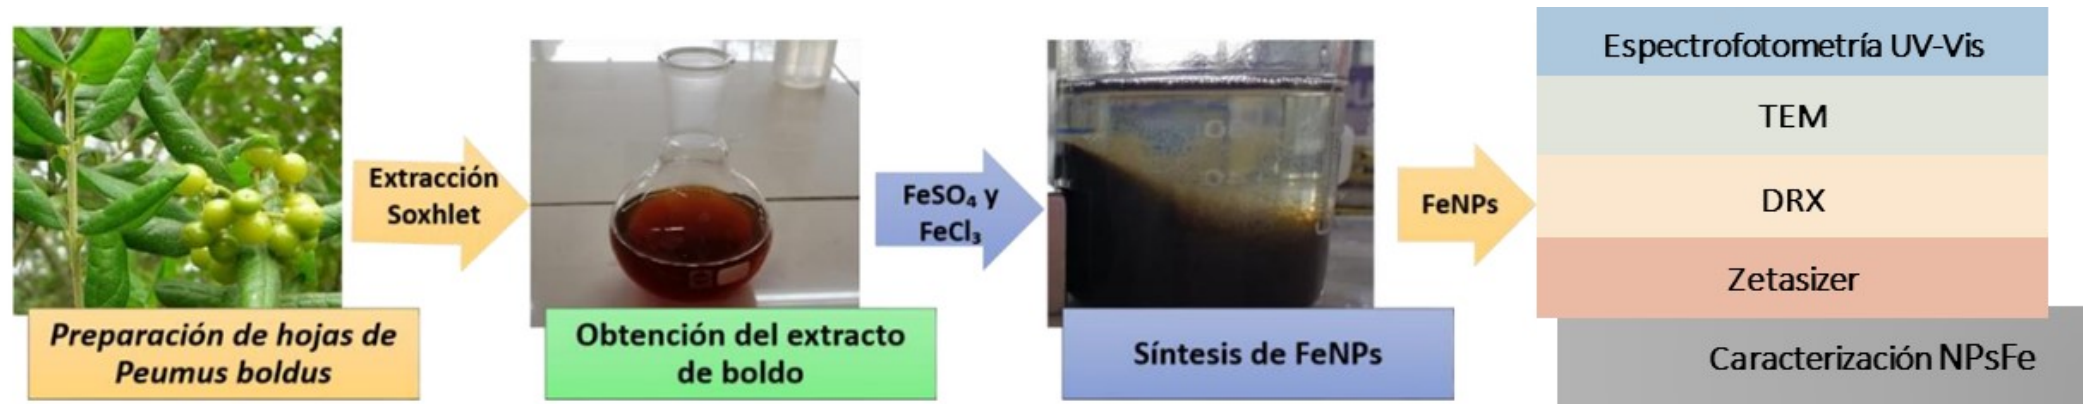 Preparación de hojas de
Peumus boldus
Extracción
Soxhlet
Obtención del extracto
de boldo
FeSO₄ y
FeCl₃
Síntesis de FeNPs
FeNPs
Espectrofotometría UV-Vis
TEM
DRX
Zetasizer
Caracterización NPsFe